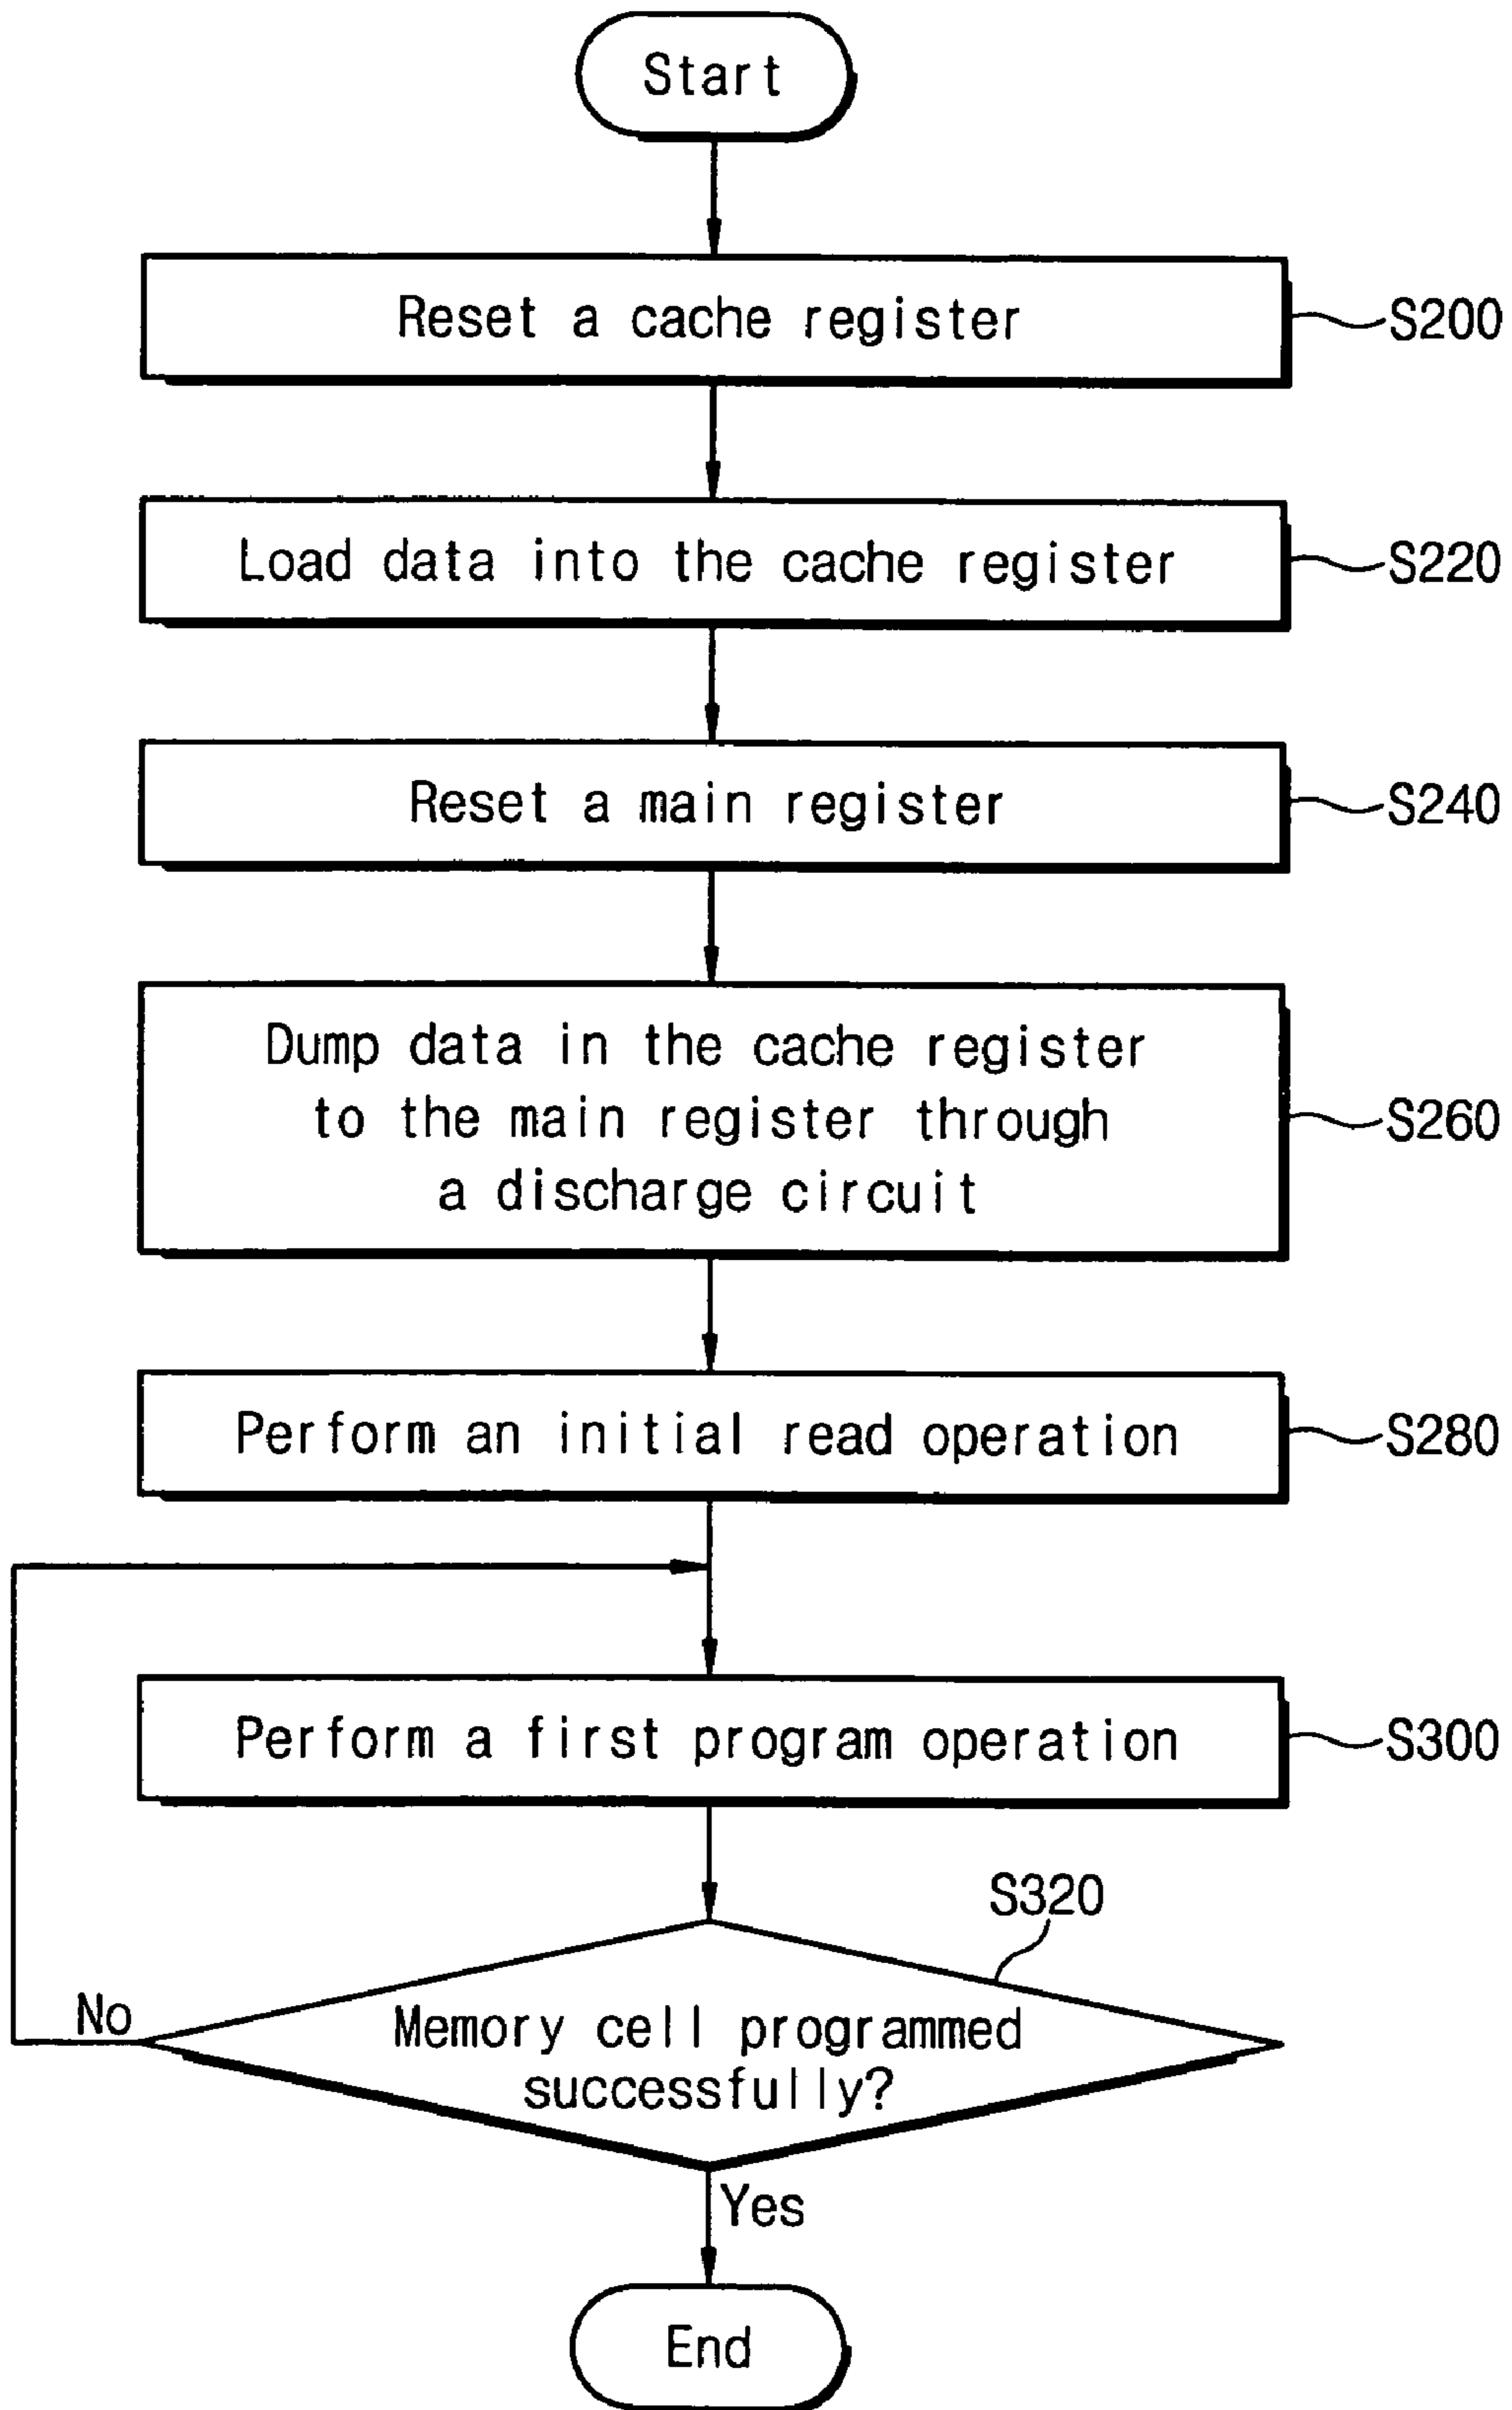 Start
Reset a cache register
S200
Load data into the cache register
S220
Reset a main register
S240
Dump data in the cache register
to the main register through
a discharge circuit
S260
Perform an initial read operation
S280
Perform a first program operation
S300
S320
No
Memory cell programmed
successfully?
Yes
End